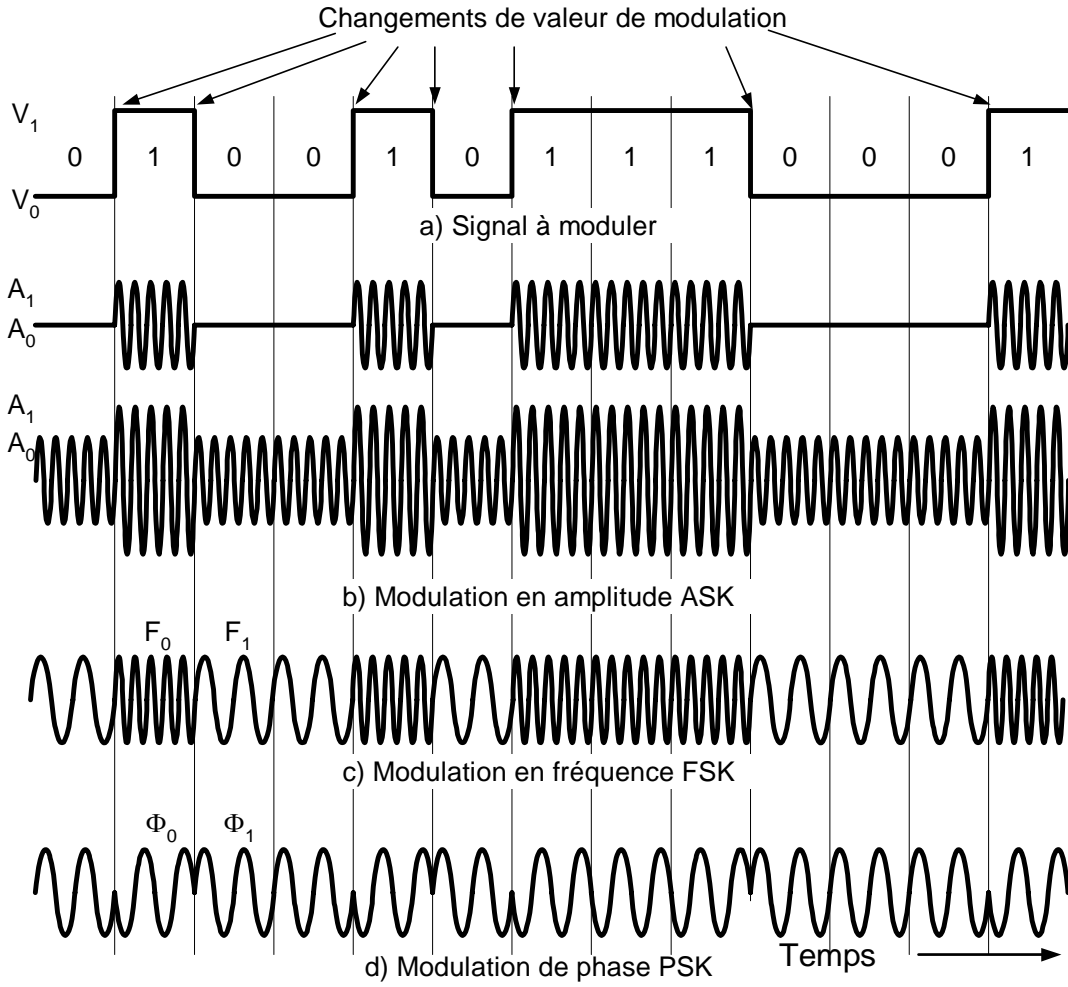 Changements de valeur de modulation
V1
0 1 0 0 1 0 1 1 1 0 0 0 1
V0
a) Signal à moduler
A1
A0
A1
A0
b) Modulation en amplitude ASK
F0 F1
c) Modulation en fréquence FSK
Φ0 Φ1
Temps
d) Modulation de phase PSK